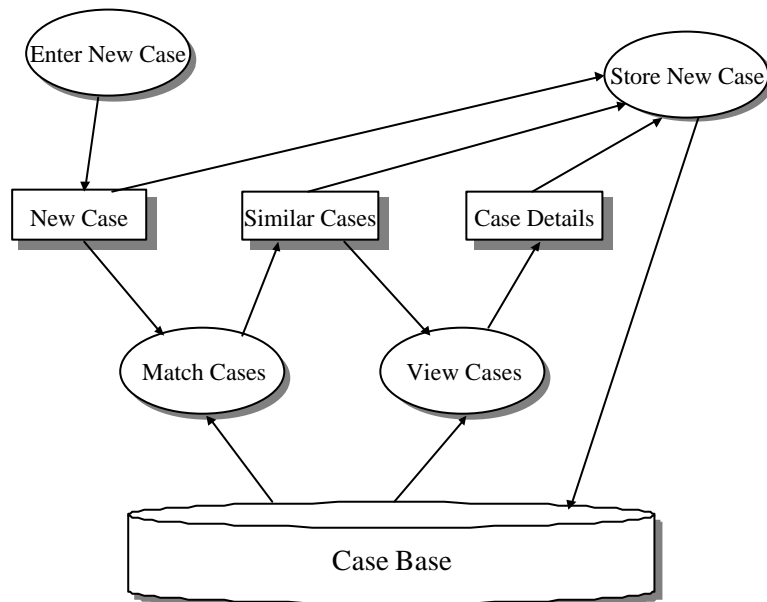 Enter New Case
Store New Case
New Case
Similar Cases
Case Details
Match Cases
View Cases
Case Base